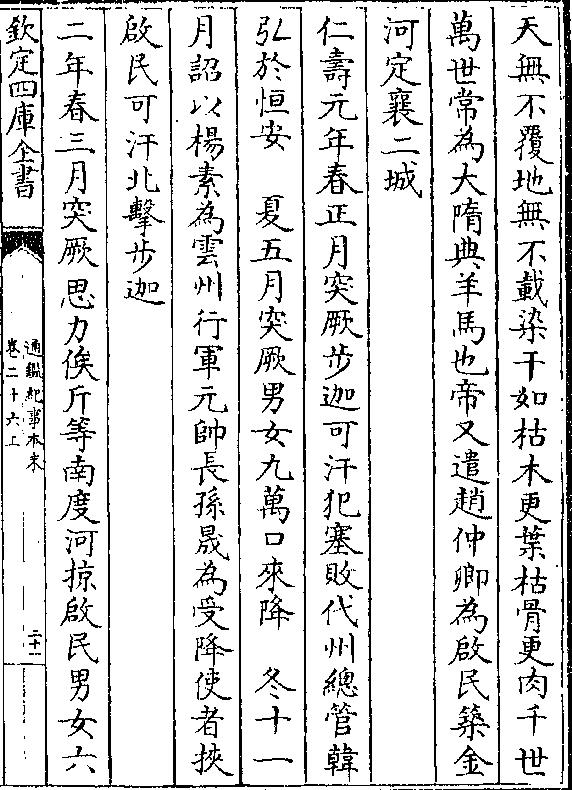 天無不覆地無不載染干如枯木更葉枯骨更肉千世
萬世常為大隋典羊馬也帝又遣趙仲卿為啟民築金
河定襄二城
仁壽元年春正月突厥步迦可汗犯塞敗代州總管韓
弘於恒安　夏五月突厥男女九萬口來降　冬十一
月詔以楊素為雲州行軍元帥長孫晟為受降使者挾
啟民可汗北擊步迦
二年春三月突厥思力俟斤等南度河掠啟民男女六
欽定四庫全書
通鑑紀事本末
卷二十六上
二十一